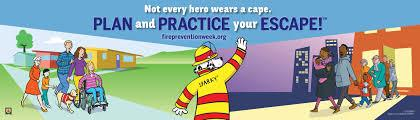 Not every hero wears a cape.
PLAN and PRACTICE your ESCAPE!™
firepreventionweek.org
SPARKY